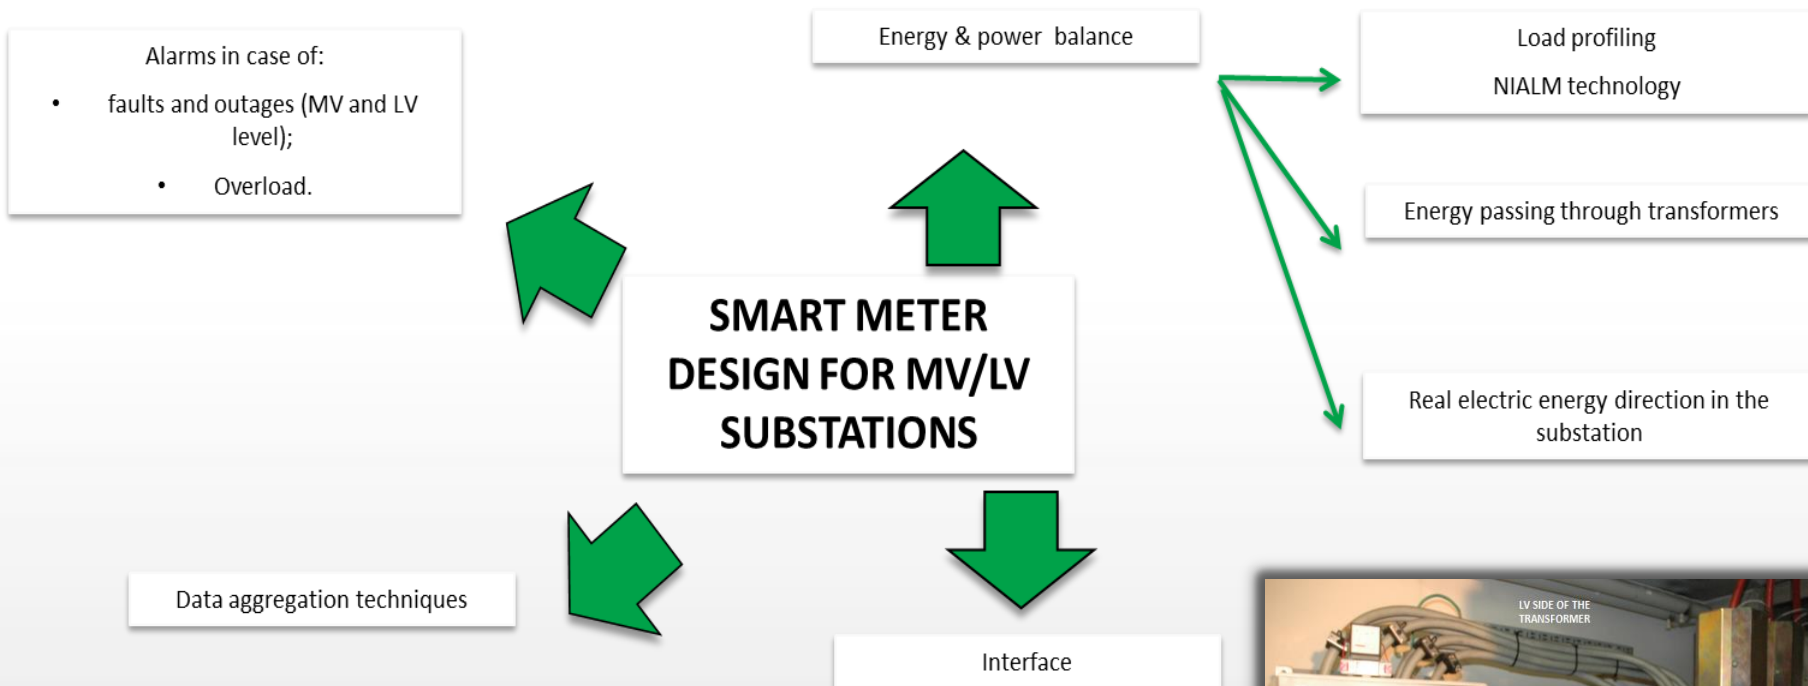 Alarms in case of:
• faults and outages (MV and LV
level);
• Overload.
Energy & power balance
Load profiling
NIALM technology
Energy passing through transformers
Real electric energy direction in the
substation
SMART METER
DESIGN FOR MV/LV
SUBSTATIONS
Data aggregation techniques
Interface
LV SIDE OF THE
TRANSFORMER